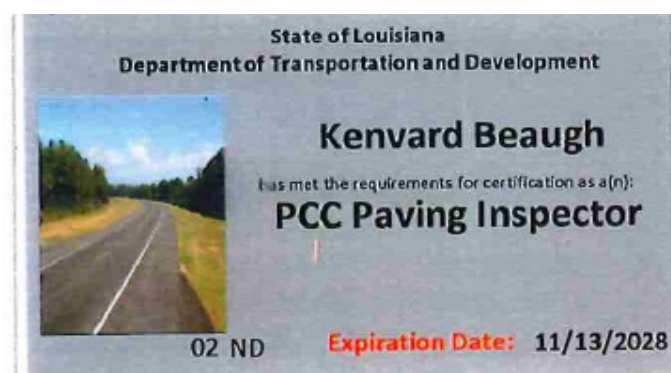 State of Louisiana
Department of Transportation and Development
Kenvard Beaugh
has met the requirements for certification as a(n):
PCC Paving Inspector
02 ND
Expiration Date: 11/13/2028